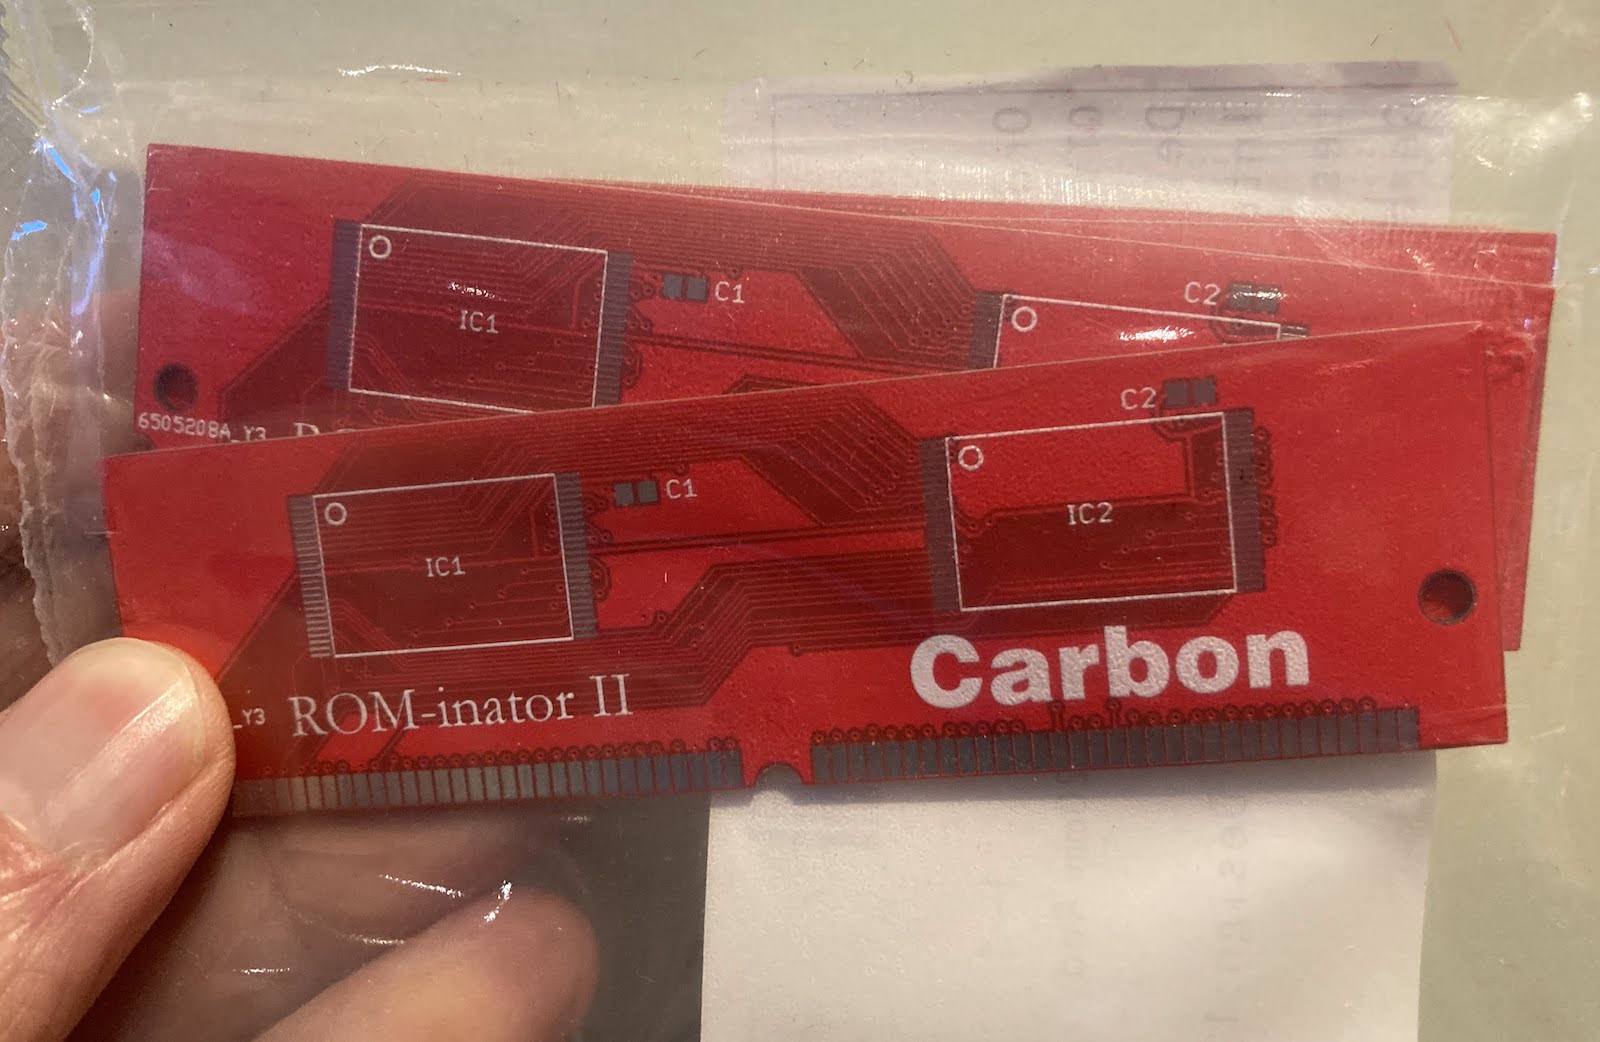 IC1
C1
C2
6505208A_Y3
C2
C1
IC2
IC1
Carbon
_Y3 ROM-inator II